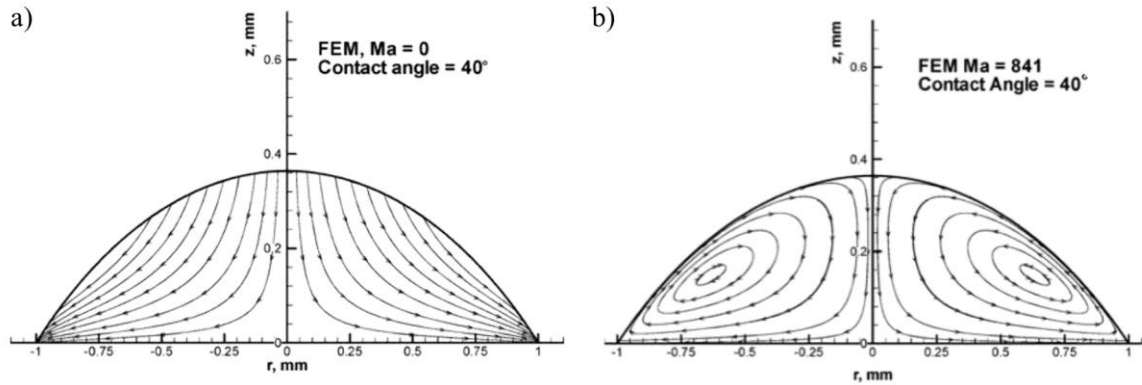 a)
z, mm
FEM, Ma = 0
Contact angle = 40°
0.6
0.4
0.2
0
-1 -0.75 -0.5 -0.25 0 0.25 0.5 0.75 1
r, mm
b)
z, mm
FEM Ma = 841
Contact Angle = 40°
0.6
0.4
0.2
0
-1 -0.75 -0.5 -0.25 0 0.25 0.5 0.75 1
r, mm